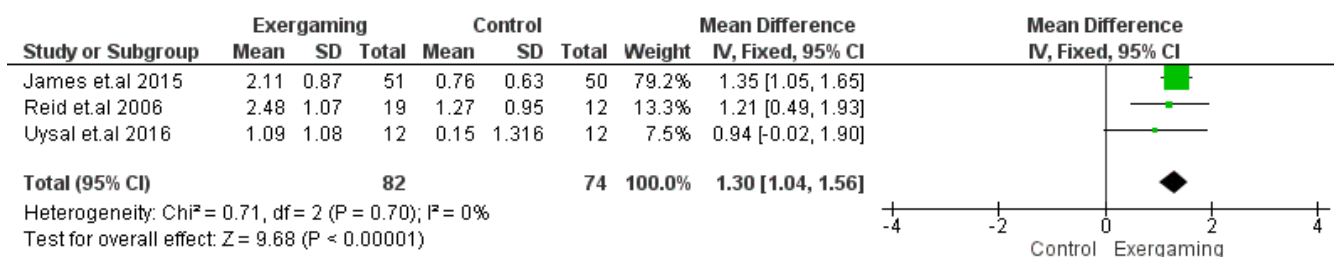 Exergaming Control Mean Difference Mean Difference
Study or Subgroup Mean SD Total Mean SD Total Weight IV, Fixed, 95% CI IV, Fixed, 95% CI
James et.al 2015 2.11 0.87 51 0.76 0.63 50 79.2% 1.35 [1.05, 1.65]
Reid et.al 2006 2.48 1.07 19 1.27 0.95 12 13.3% 1.21 [0.49, 1.93]
Uysal et.al 2016 1.09 1.08 12 0.15 1.316 12 7.5% 0.94 [-0.02, 1.90]
Total (95% CI) 82 74 100.0% 1.30 [1.04, 1.56]
Heterogeneity: Chi² = 0.71, df = 2 (P = 0.70); I² = 0%
Test for overall effect: Z = 9.68 (P < 0.00001)
-4 -2 0 2 4
Control Exergaming